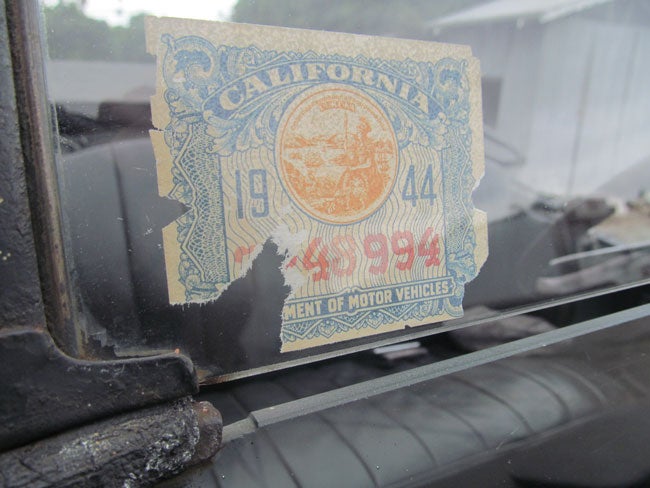 CALIFORNIA
19 44
48994
MENT OF MOTOR VEHICLES